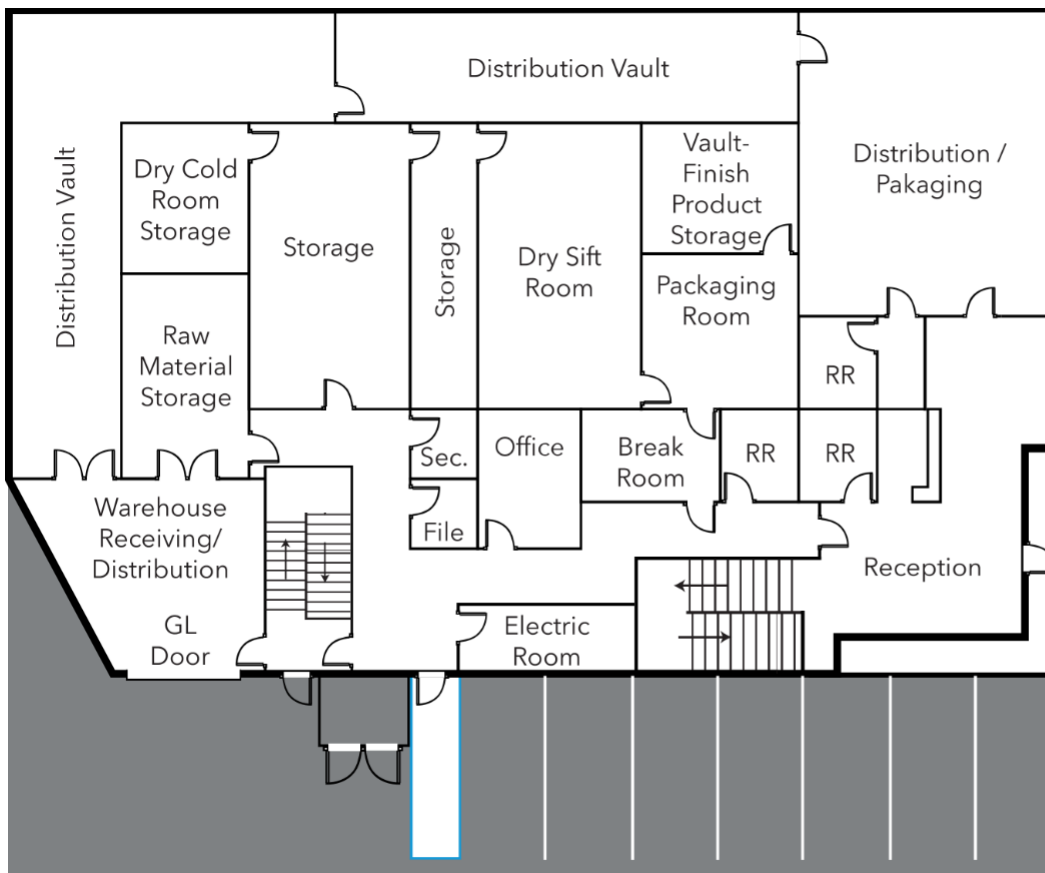 Distribution Vault
Distribution Vault
Dry Cold
Room
Storage
Storage
Storage
Dry Sift
Room
Vault-
Finish
Product
Storage
Distribution /
Pakaging
Raw
Material
Storage
Packaging
Room
RR
Sec.
Office
Break
Room
RR
RR
File
Warehouse
Receiving/
Distribution
GL
Door
Electric
Room
Reception